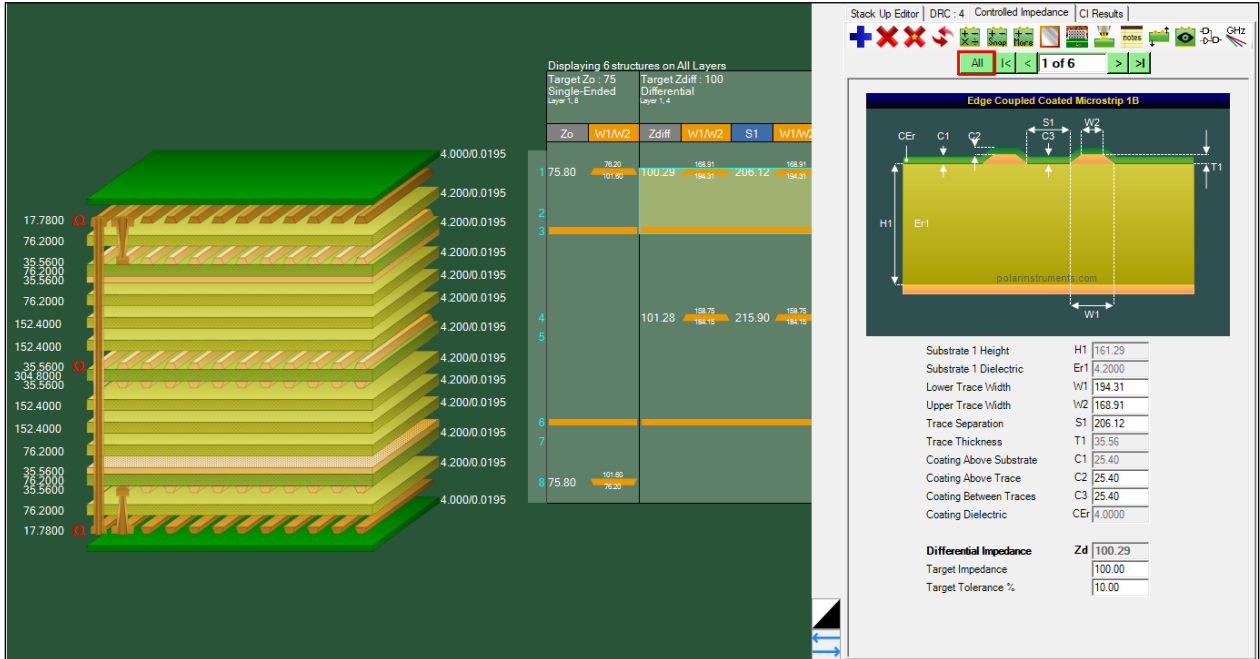 Stack Up Editor | DRC : 4 | Controlled Impedance | CI Results
notes
GHz
All |< < 1 of 6 > >|
Displaying 6 structures on All Layers
Target Zo : 75
Single-Ended
Layer 1, 8
Target Zdiff : 100
Differential
Layer 1, 4
Zo W1/W2 Zdiff W1/W2 S1 W1/W2
1 75.80 76.20 101.60 100.29 168.91 194.31 206.12 168.91 194.31
2
3
4 101.28 158.75 184.15 215.90 158.75 184.15
5
6
7
8 75.80 101.60 76.20
17.7800 Ω
76.2000
35.5600
76.2000
35.5600
76.2000
152.4000
152.4000
35.5600 Ω
304.8000
35.5600
152.4000
152.4000
76.2000
35.5600
76.2000
35.5600
76.2000
17.7800 Ω
4.000/0.0195
4.200/0.0195
4.200/0.0195
4.200/0.0195
4.200/0.0195
4.200/0.0195
4.200/0.0195
4.200/0.0195
4.200/0.0195
4.200/0.0195
4.200/0.0195
4.200/0.0195
4.000/0.0195
Edge Coupled Coated Microstrip 1B
CEr C1 C2 S1 C3 W2 T1
H1 Er1
polarinstruments.com
W1
Substrate 1 Height H1 161.29
Substrate 1 Dielectric Er1 4.2000
Lower Trace Width W1 194.31
Upper Trace Width W2 168.91
Trace Separation S1 206.12
Trace Thickness T1 35.56
Coating Above Substrate C1 25.40
Coating Above Trace C2 25.40
Coating Between Traces C3 25.40
Coating Dielectric CEr 4.0000
Differential Impedance Zd 100.29
Target Impedance 100.00
Target Tolerance % 10.00